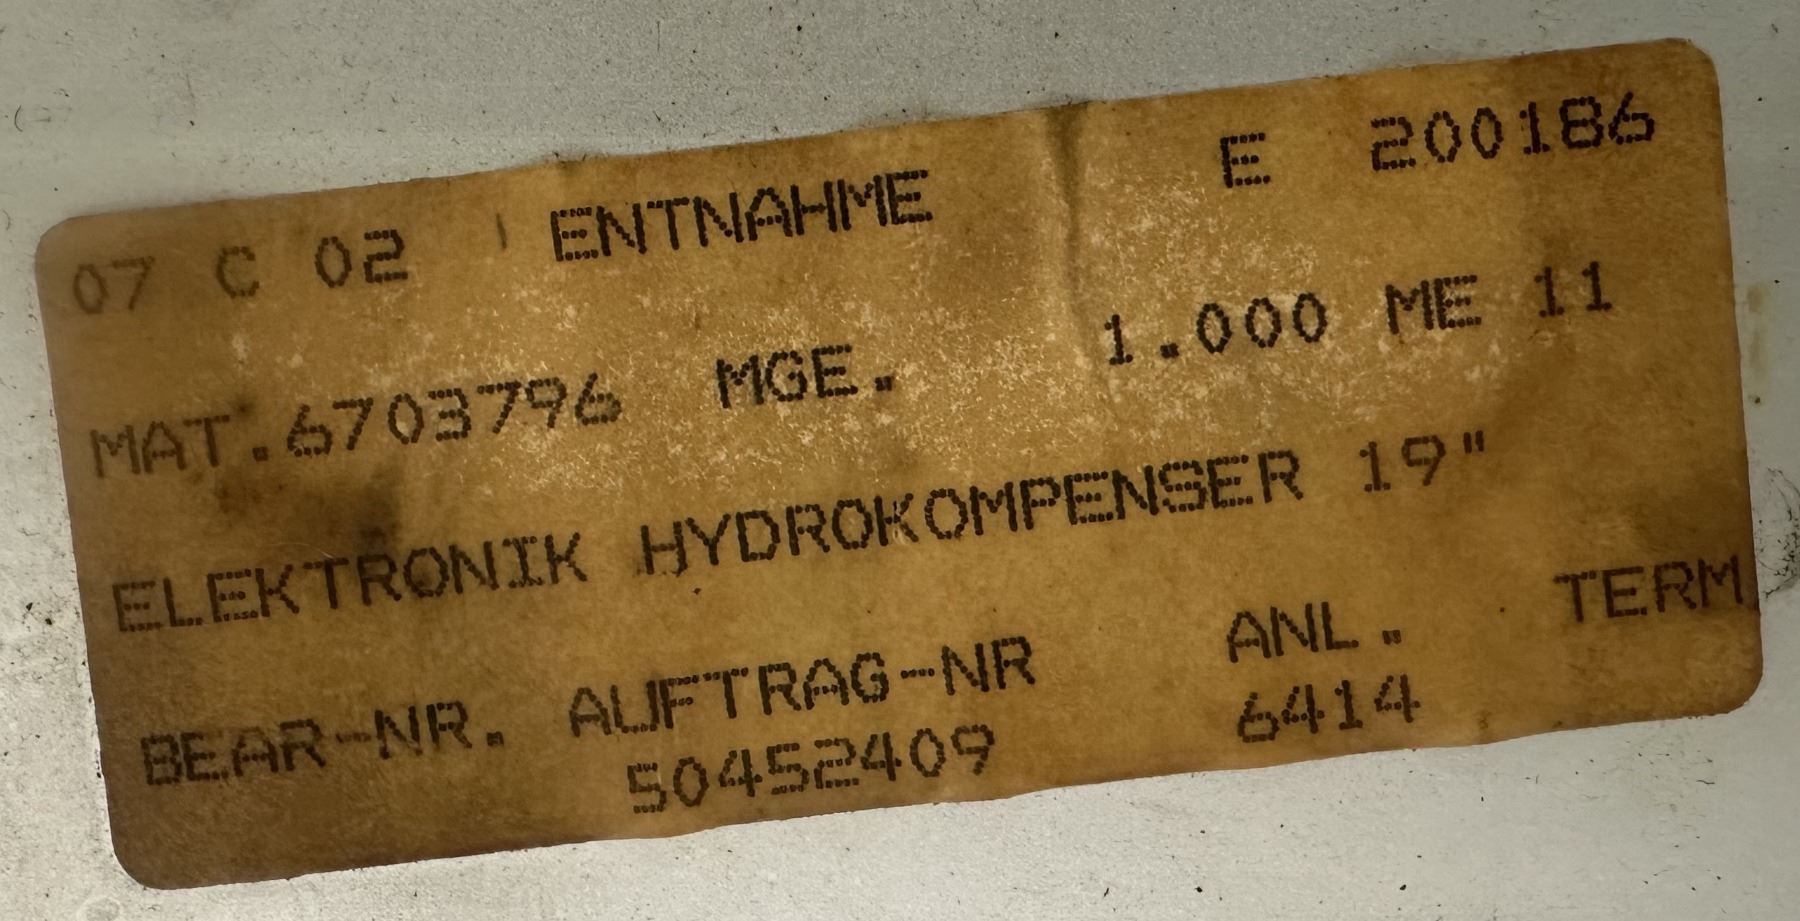 07 C 02 ENTNAHME E 200186
MAT.6703796 MGE. 1.000 ME 11
ELEKTRONIK HYDROKOMPENSER 19"
BEAR-NR. AUFTRAG-NR ANL. TERM
50452409 6414